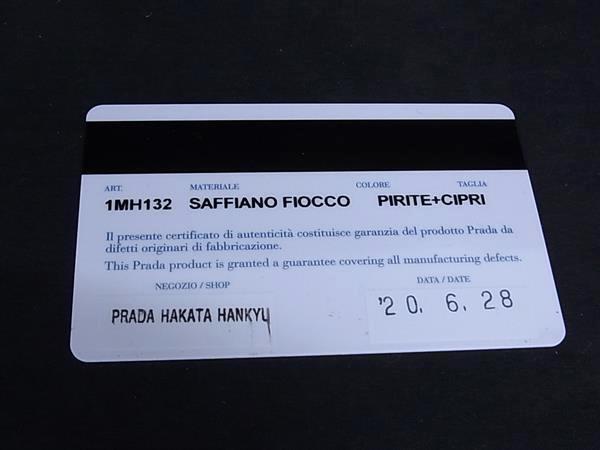 ART. MATERIALE COLORE TAGLIA
1MH132 SAFFIANO FIOCCO PIRITE+CIPRI
Il presente certificato di autenticità costituisce garanzia del prodotto Prada da
difetti originari di fabbricazione.
This Prada product is granted a guarantee covering all manufacturing defects.
NEGOZIO / SHOP DATA / DATE
PRADA HAKATA HANKYU '20. 6. 28